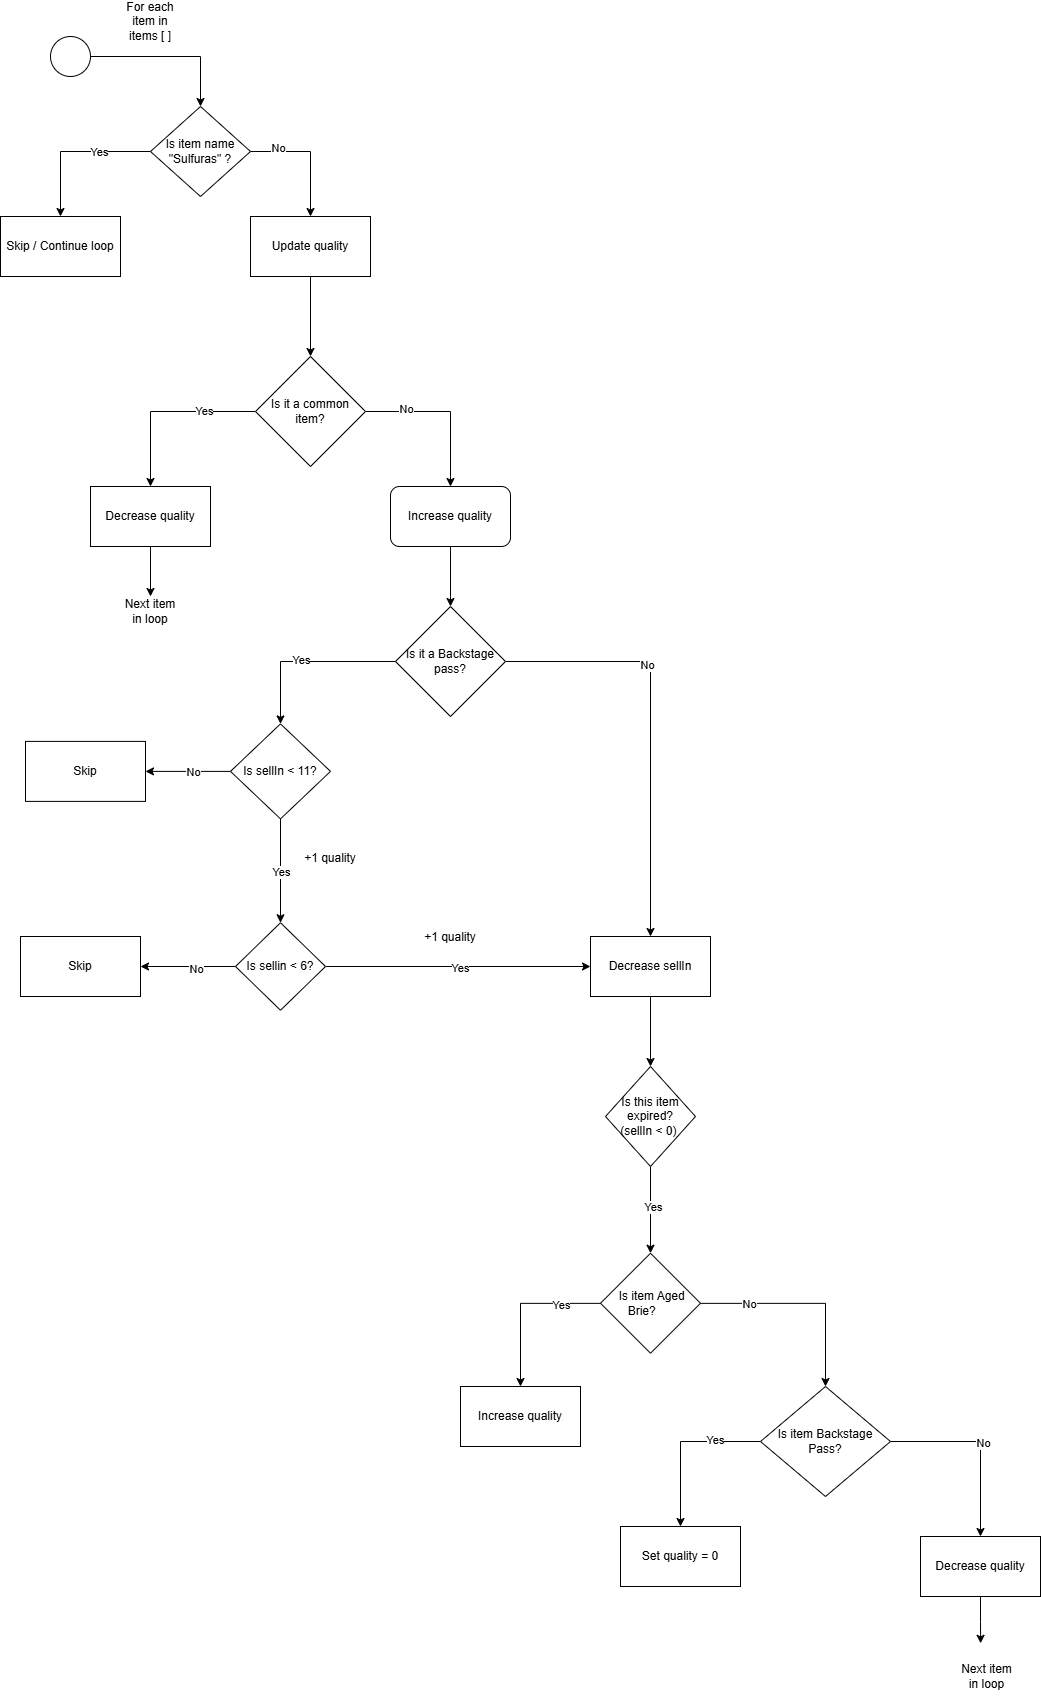 For each
item in
items [ ]
Is item name
"Sulfuras" ?
Yes
No
Skip / Continue loop
Update quality
Is it a common
item?
Yes
No
Decrease quality
Increase quality
Next item
in loop
Is it a Backstage
pass?
Yes
No
Is sellIn < 11?
No
Skip
Yes
+1 quality
Is sellin < 6?
No
Skip
+1 quality
Yes
Decrease sellIn
Is this item
expired?
(sellIn < 0)
Yes
Is item Aged
Brie?
Yes
No
Increase quality
Is item Backstage
Pass?
Yes
No
Set quality = 0
Decrease quality
Next item
in loop